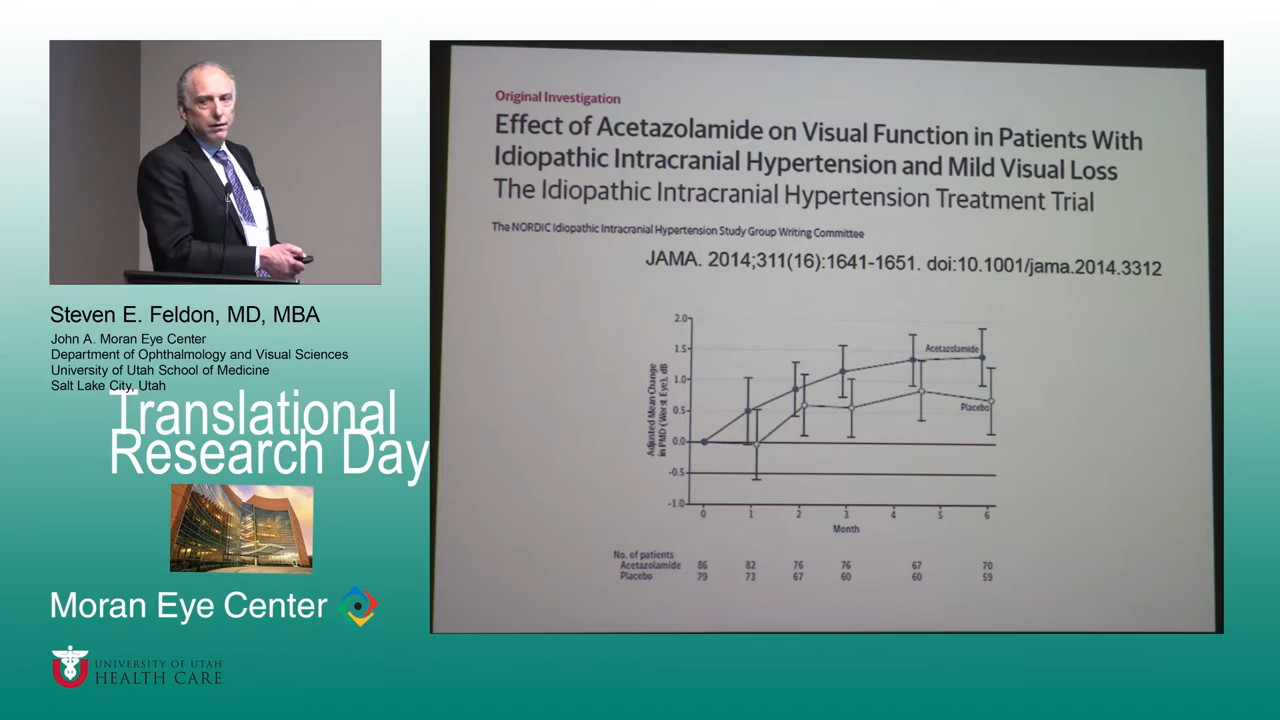 Steven E. Feldon, MD, MBA
John A. Moran Eye Center
Department of Ophthalmology and Visual Sciences
University of Utah School of Medicine
Salt Lake City, Utah
Translational
Research Day
Moran Eye Center
UNIVERSITY OF UTAH
HEALTH CARE
Original Investigation
Effect of Acetazolamide on Visual Function in Patients With
Idiopathic Intracranial Hypertension and Mild Visual Loss
The Idiopathic Intracranial Hypertension Treatment Trial
The NORDIC Idiopathic Intracranial Hypertension Study Group Writing Committee
JAMA. 2014;311(16):1641-1651. doi:10.1001/jama.2014.3312
Adjusted Mean Change
in PMD (Worst Eye), dB
2.0
1.5
1.0
0.5
0.0
-0.5
-1.0
Acetazolamide
Placebo
0 1 2 3 4 5 6
Month
No. of patients
Acetazolamide 86 82 76 76 67 70
Placebo 79 73 67 60 60 59